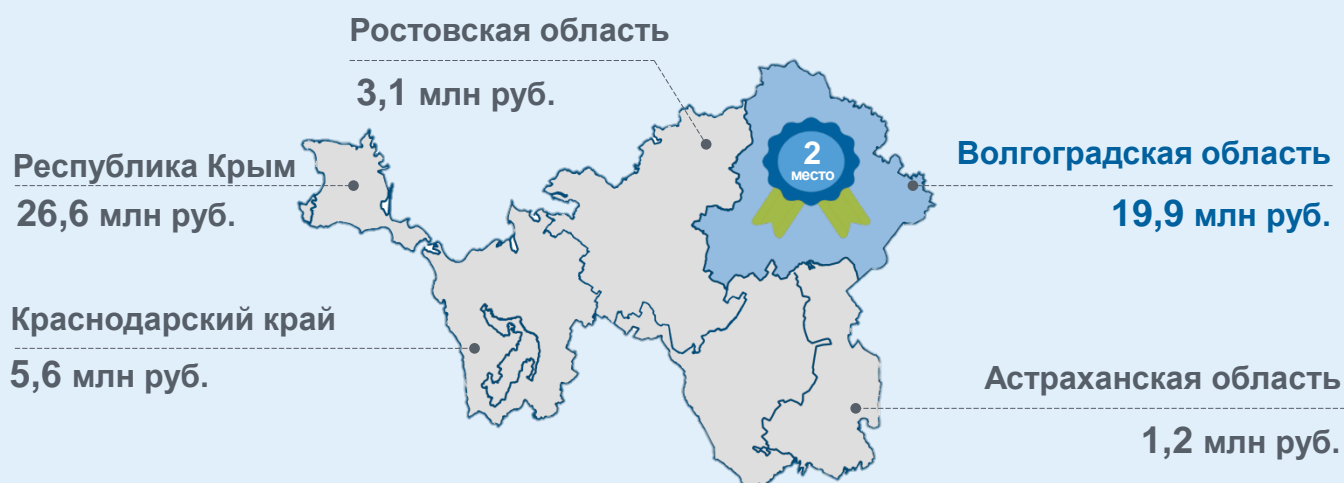 Ростовская область
3,1 млн руб.
Республика Крым
26,6 млн руб.
2
место
Волгоградская область
19,9 млн руб.
Краснодарский край
5,6 млн руб.
Астраханская область
1,2 млн руб.